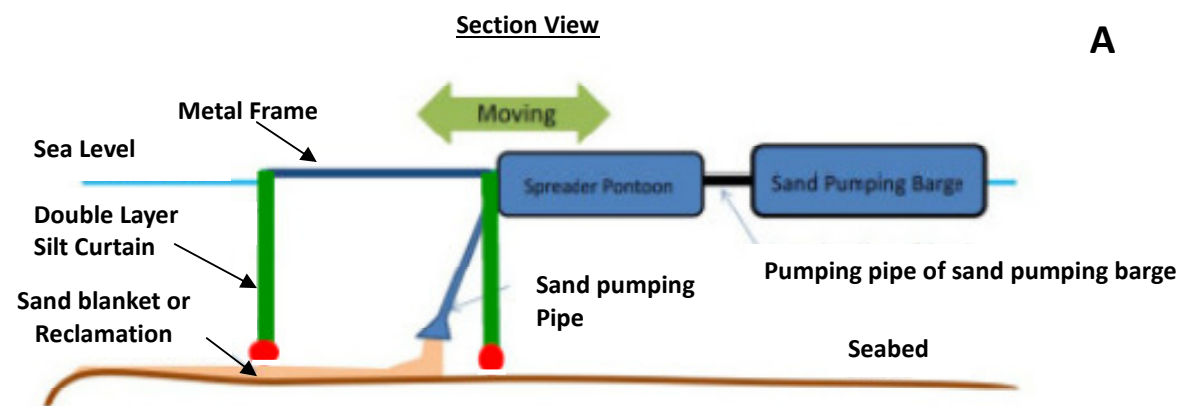 Section View
A
Metal Frame
Moving
Sea Level
Spreader Pontoon
Sand Pumping Barge
Double Layer
Silt Curtain
Pumping pipe of sand pumping barge
Sand pumping
Pipe
Sand blanket or
Reclamation
Seabed